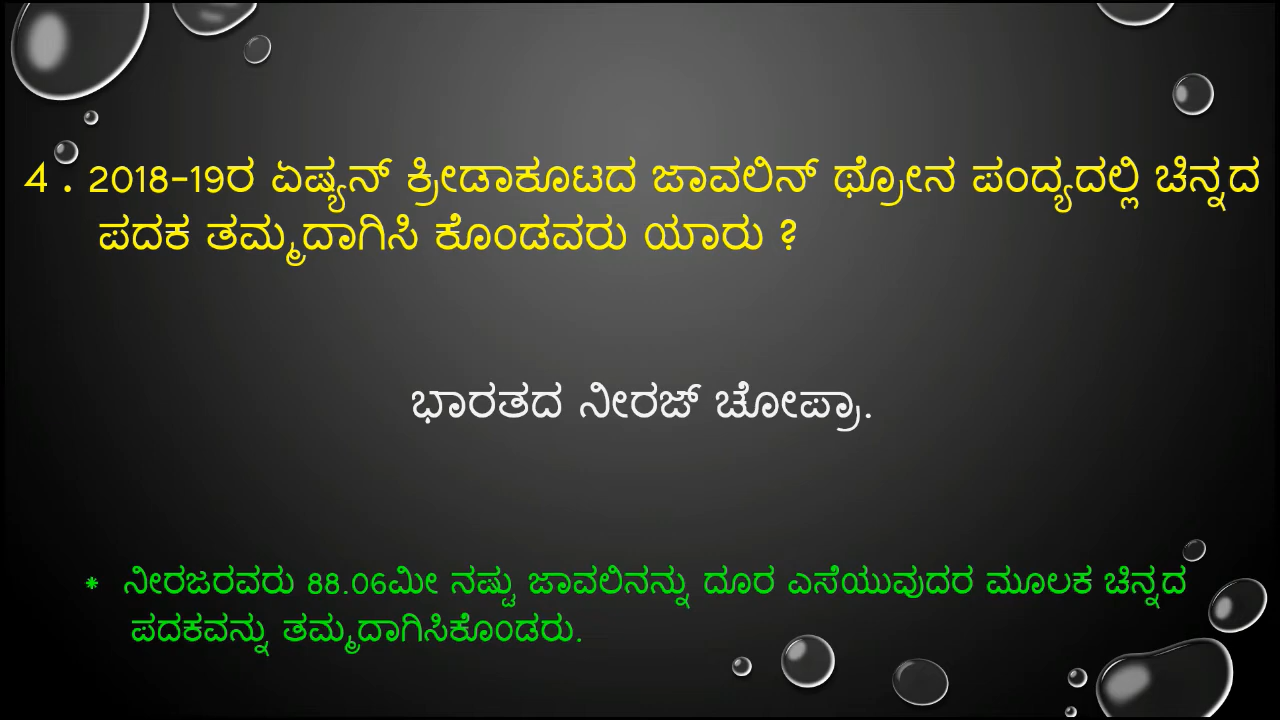 4 . 2018-19ರ ಏಷ್ಯನ್ ಕ್ರೀಡಾಕೂಟದ ಜಾವಲಿನ್ ಥ್ರೋನ ಪಂದ್ಯದಲ್ಲಿ ಚಿನ್ನದ
ಪದಕ ತಮ್ಮದಾಗಿಸಿ ಕೊಂಡವರು ಯಾರು ?
ಭಾರತದ ನೀರಜ್ ಚೋಪ್ರಾ.
* ನೀರಜರವರು 88.06ಮೀ ನಷ್ಟು ಜಾವಲಿನನ್ನು ದೂರ ಎಸೆಯುವುದರ ಮೂಲಕ ಚಿನ್ನದ
ಪದಕವನ್ನು ತಮ್ಮದಾಗಿಸಿಕೊಂಡರು.